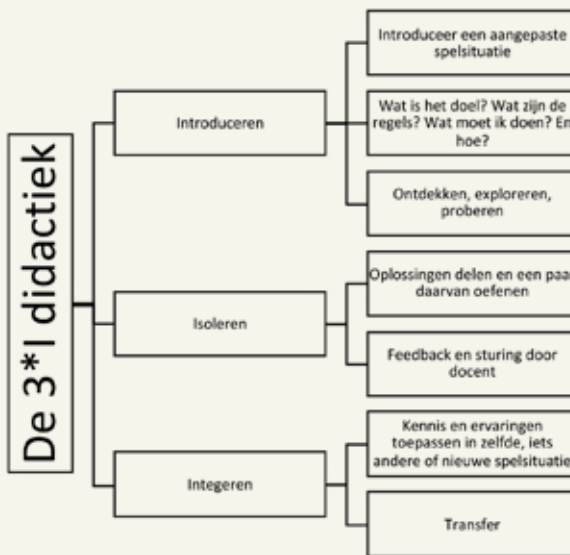 De 3*I didactiek
Introduceren
Introduceer een aangepaste
spelsituatie
Wat is het doel? Wat zijn de
regels? Wat moet ik doen? En
hoe?
Ontdekken, exploreren,
proberen
Isoleren
Oplossingen delen en een paar
daarvan oefenen
Feedback en sturing door
docent
Integeren
Kennis en ervaringen
toepassen in zelfde, iets
andere of nieuwe spelsituatie
Transfer